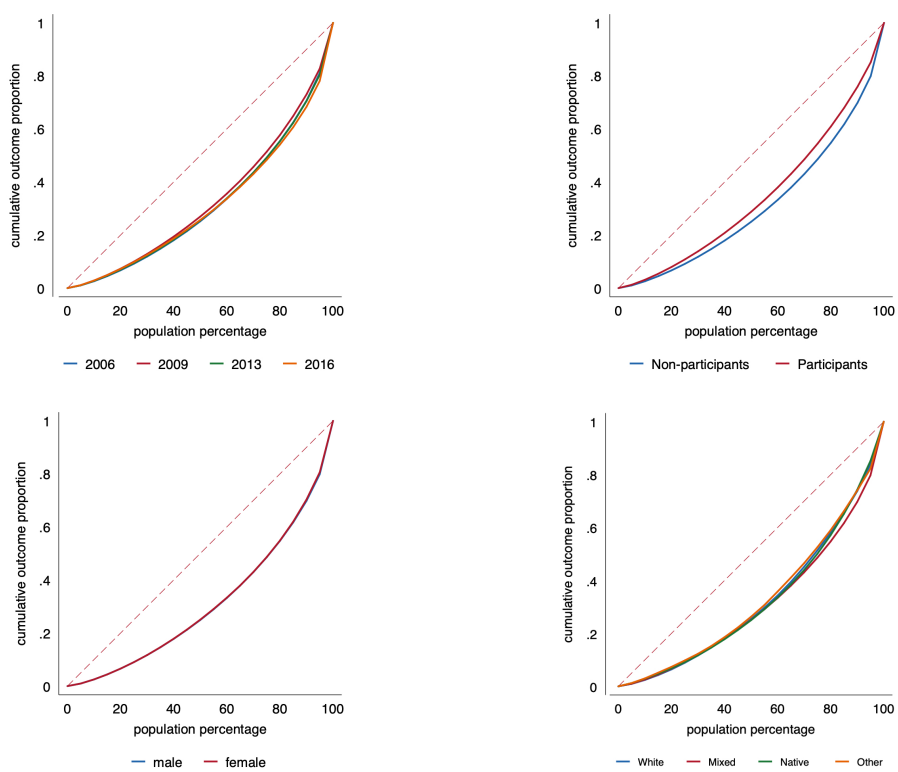 1
.8
.6
.4
.2
0
cumulative outcome proportion
0 20 40 60 80 100
population percentage
2006 2009 2013 2016
1
.8
.6
.4
.2
0
cumulative outcome proportion
0 20 40 60 80 100
population percentage
Non-participants Participants
1
.8
.6
.4
.2
0
cumulative outcome proportion
0 20 40 60 80 100
population percentage
male female
1
.8
.6
.4
.2
0
cumulative outcome proportion
0 20 40 60 80 100
population percentage
White Mixed Native Other